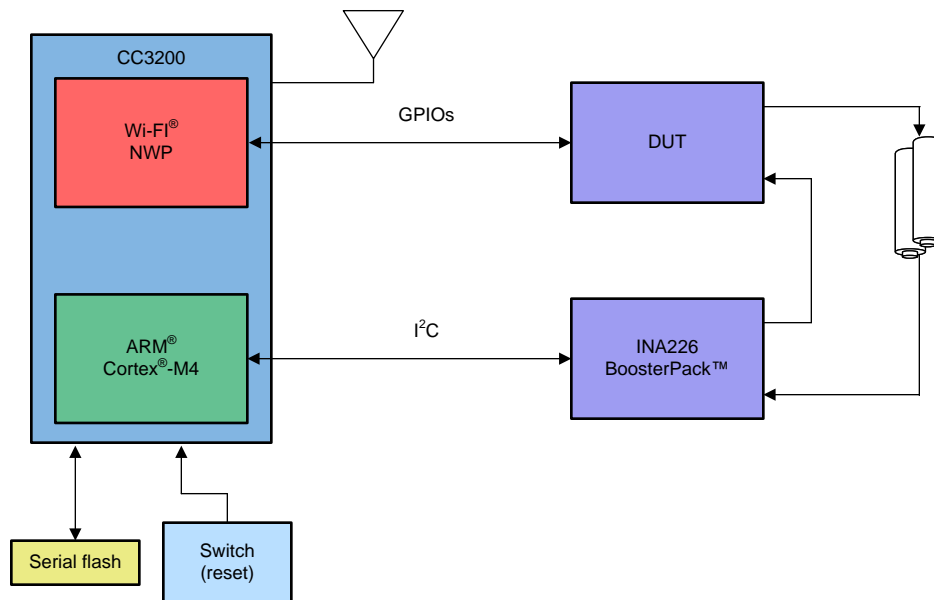 CC3200
Wi-FI®
NWP
GPIOs
DUT
ARM®
Cortex®-M4
I²C
INA226
BoosterPack™
Serial flash
Switch
(reset)